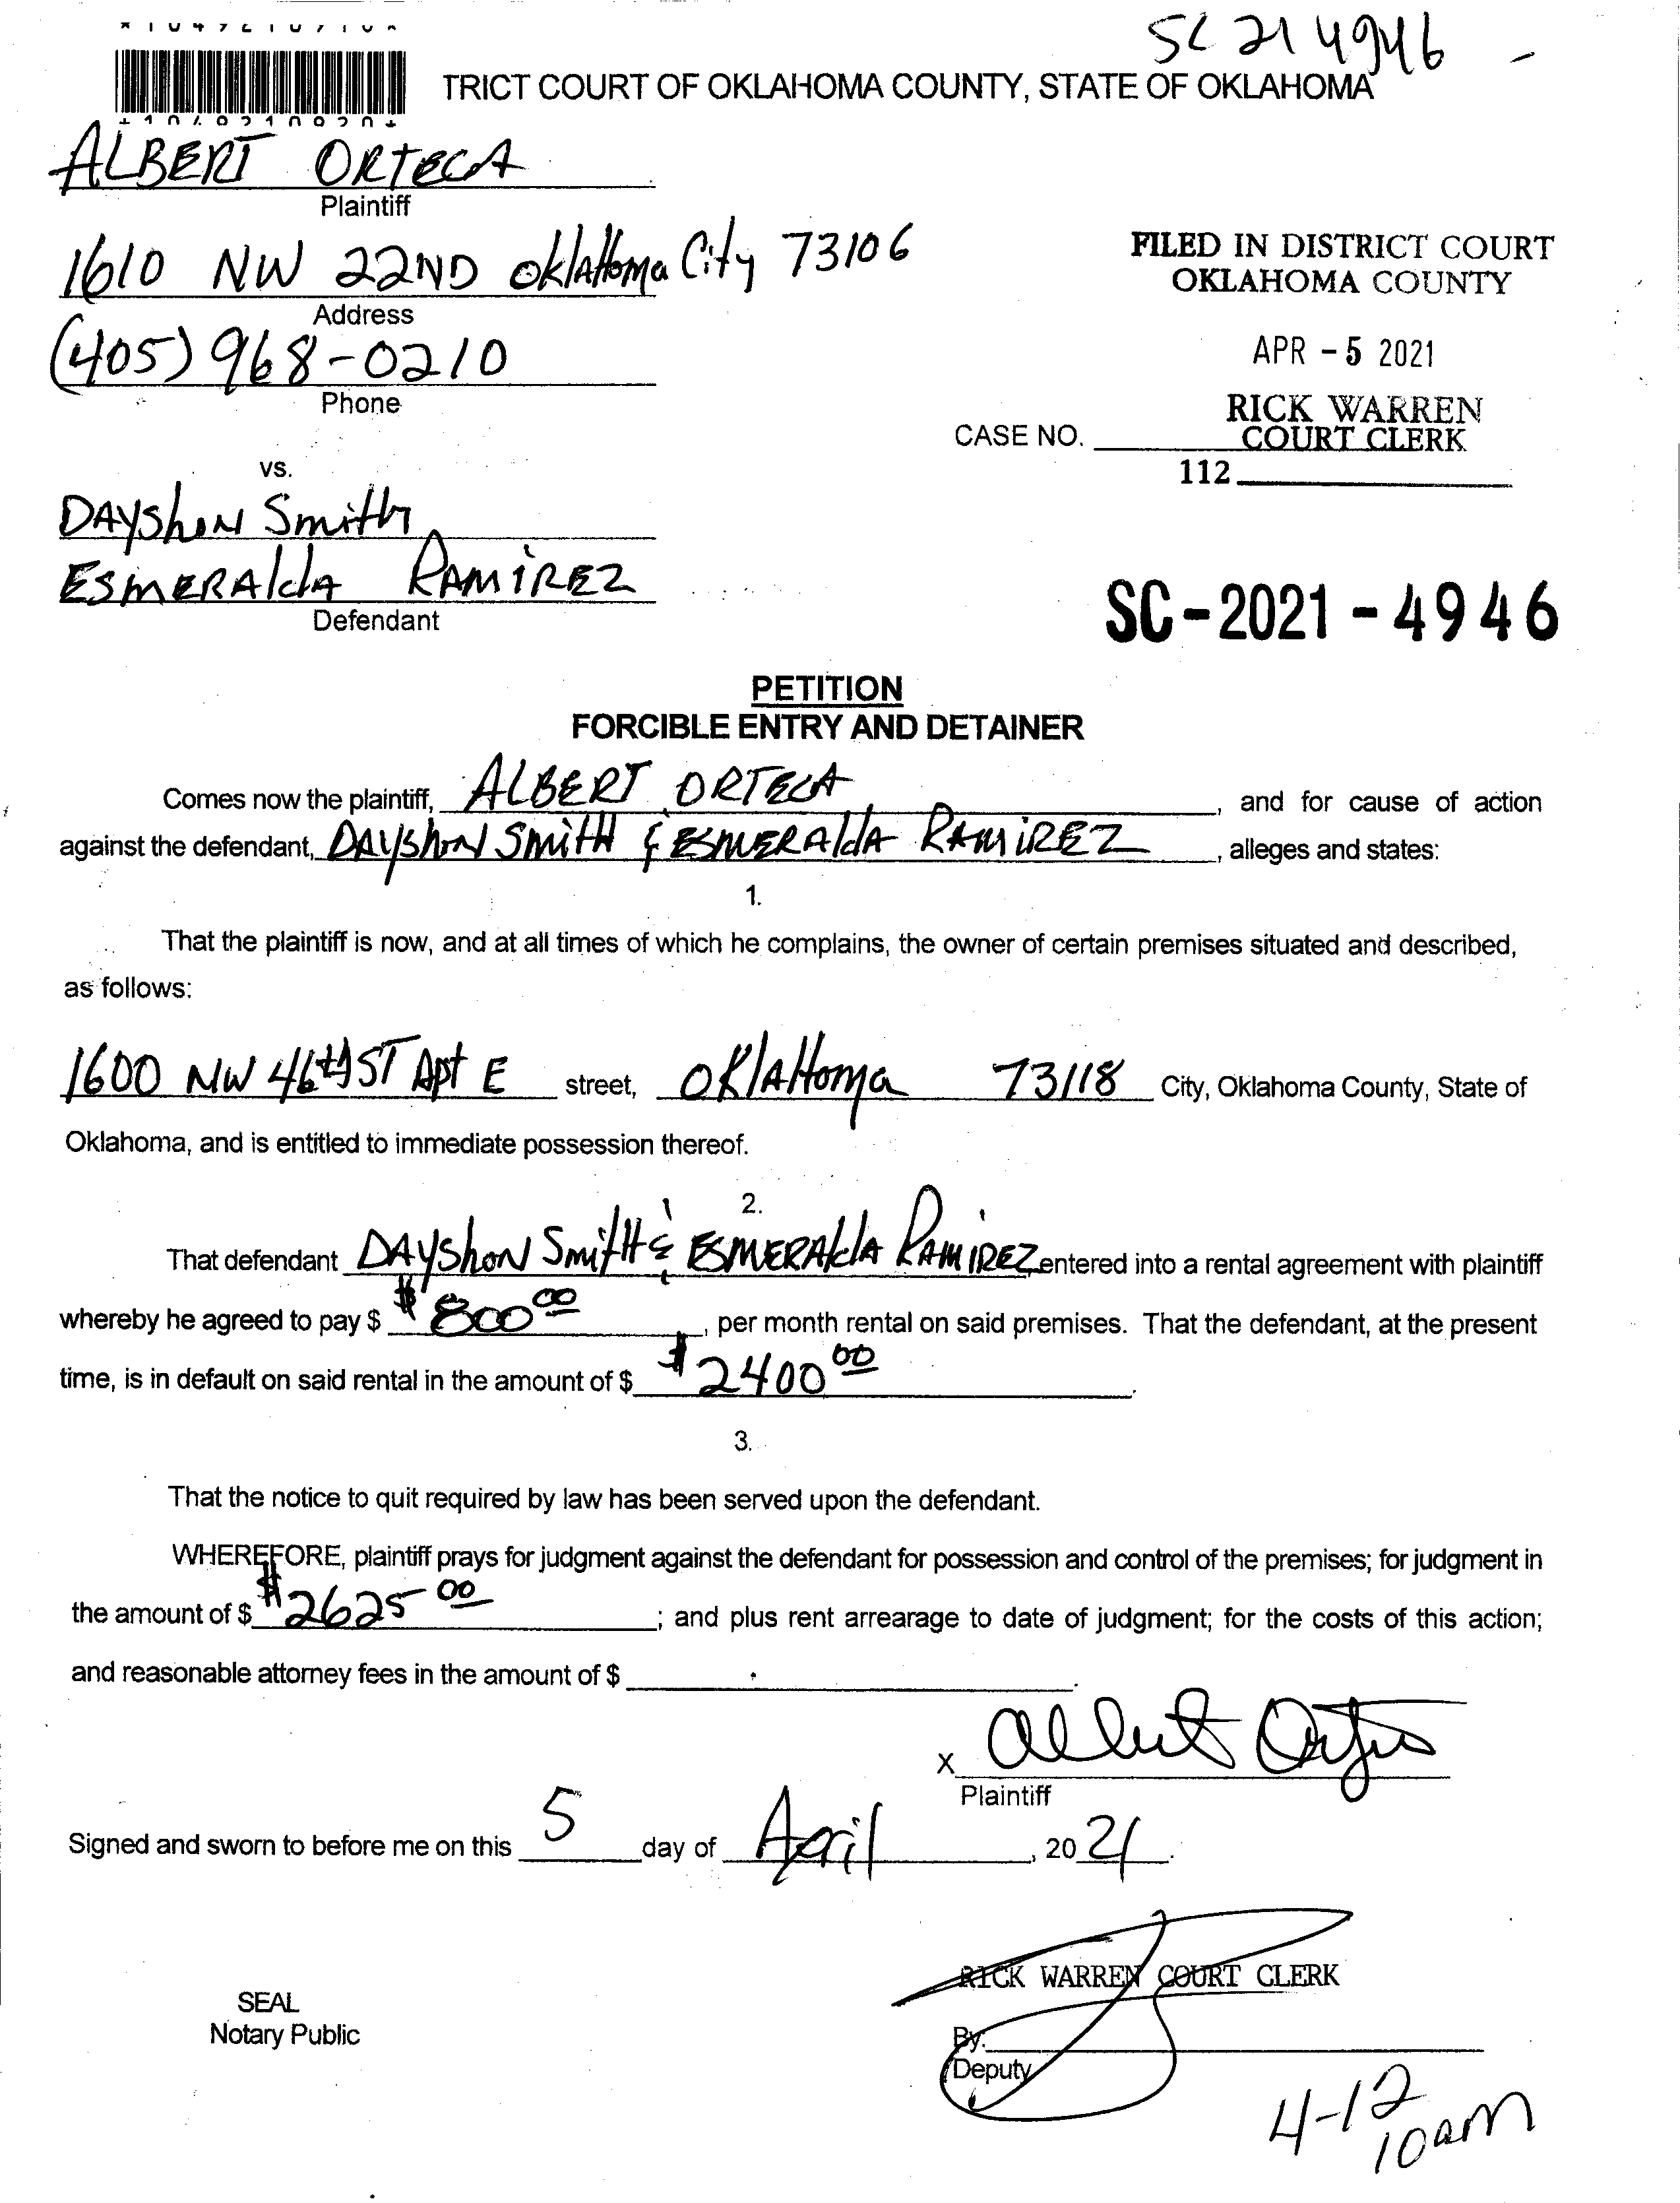 SC 21 4946 -
TRICT COURT OF OKLAHOMA COUNTY, STATE OF OKLAHOMA
ALBERT ORTEGA
Plaintiff
1610 NW 22ND OklaHoma City 73106
Address
(405) 968-0210
Phone
FILED IN DISTRICT COURT
OKLAHOMA COUNTY
APR - 5 2021
RICK WARREN
COURT CLERK
CASE NO.
112
vs.
DAYShoN Smith
ESMERAldA RAMIREZ
Defendant
SC-2021-4946
PETITION
FORCIBLE ENTRY AND DETAINER
Comes now the plaintiff, ALBERT ORTEGA, and for cause of action
against the defendant, DAYShoN SmiTH & ESMERAldA RAMIREZ, alleges and states:
1.
That the plaintiff is now, and at all times of which he complains, the owner of certain premises situated and described,
as follows:
1600 NW 46th ST Apt E street, OklaHoma 73118 City, Oklahoma County, State of
Oklahoma, and is entitled to immediate possession thereof.
2.
That defendant DAYShoN SmitH & ESMERAldA RAMIREZ entered into a rental agreement with plaintiff
whereby he agreed to pay $ $800 00, per month rental on said premises. That the defendant, at the present
time, is in default on said rental in the amount of $ $2400 00.
3.
That the notice to quit required by law has been served upon the defendant.
WHEREFORE, plaintiff prays for judgment against the defendant for possession and control of the premises; for judgment in
the amount of $ $2625 00; and plus rent arrearage to date of judgment; for the costs of this action;
and reasonable attorney fees in the amount of $ .
x Albert Ortega
Plaintiff
Signed and sworn to before me on this 5 day of April, 20 21.
RICK WARREN COURT CLERK
SEAL
Notary Public
By:
Deputy
4-12
10am